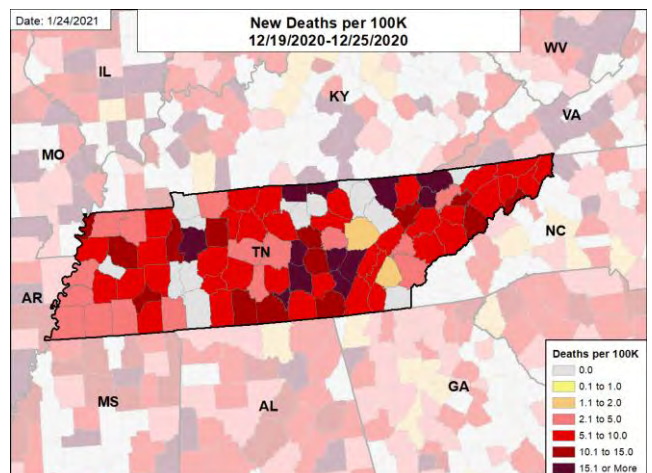 Date: 1/24/2021
New Deaths per 100K
12/19/2020-12/25/2020
WV
IL
KY
VA
MO
TN
NC
AR
MS
AL
GA
Deaths per 100K
0.0
0.1 to 1.0
1.1 to 2.0
2.1 to 5.0
5.1 to 10.0
10.1 to 15.0
15.1 or More